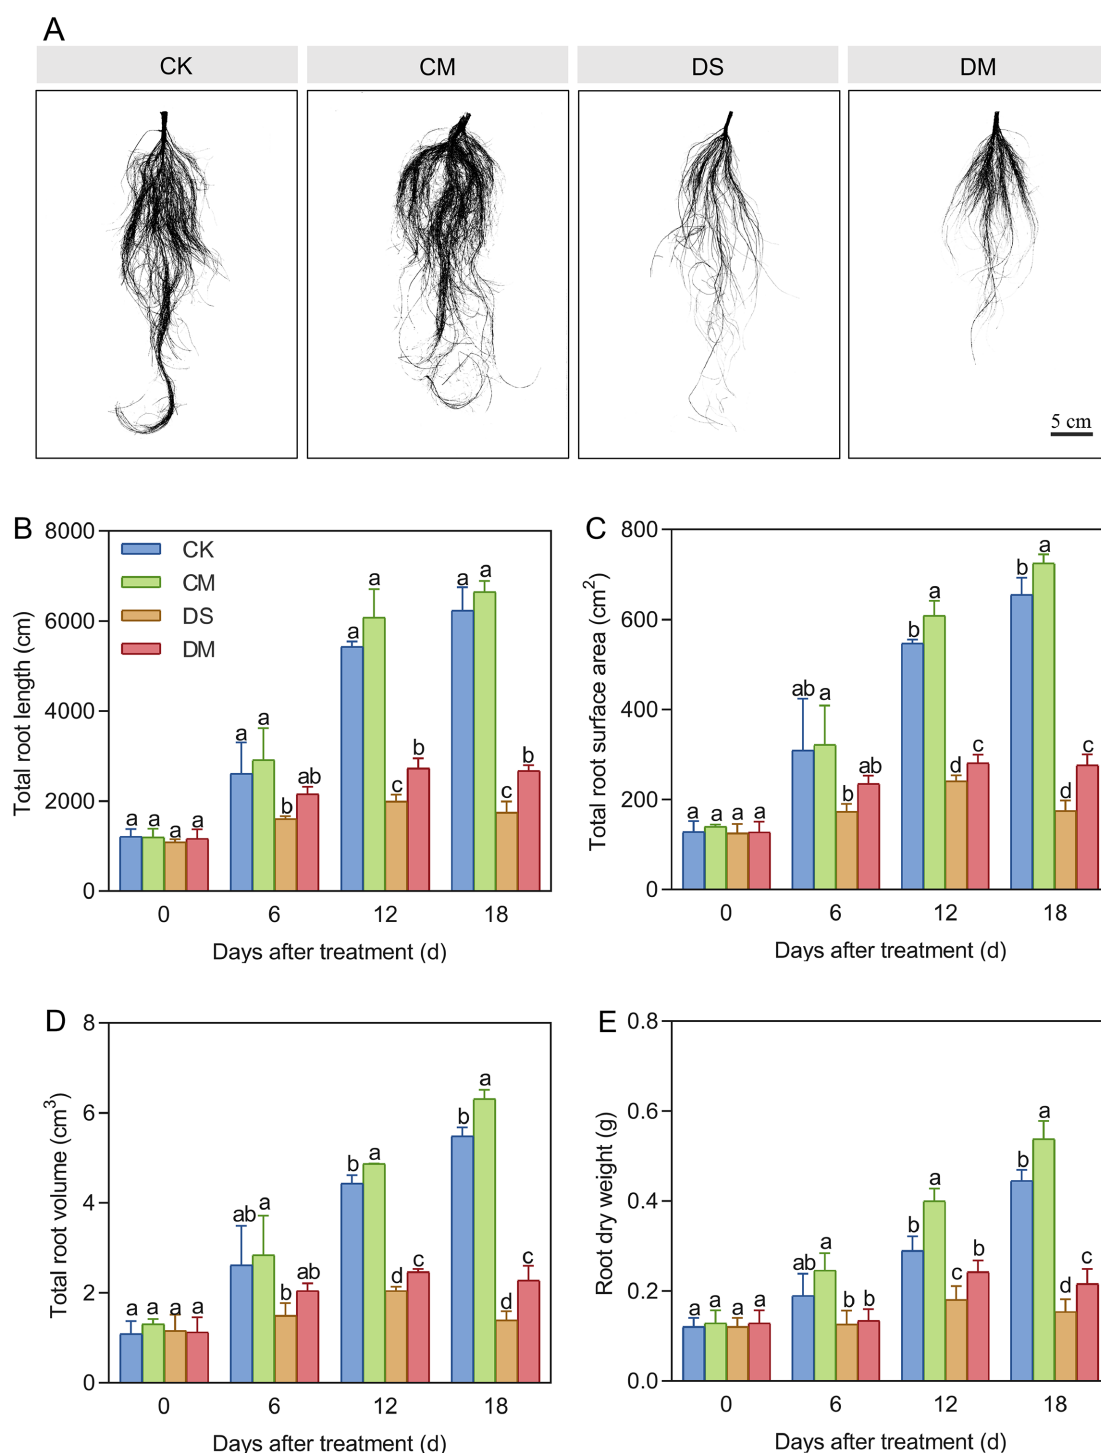 A
CK CM DS DM
5 cm
B
8000
6000
4000
2000
0
Total root length (cm)
CK
CM
DS
DM
a a a a
a a b ab
a a c b
a a c b
0 6 12 18
Days after treatment (d)
C
800
600
400
200
0
Total root surface area (cm²)
a a a a
ab a b ab
b a d c
b a d c
0 6 12 18
Days after treatment (d)
D
8
6
4
2
0
Total root volume (cm³)
a a a a
ab a b ab
b a d c
b a d c
0 6 12 18
Days after treatment (d)
E
0.8
0.6
0.4
0.2
0.0
Root dry weight (g)
a a a a
ab a b b
b a c b
b a d c
0 6 12 18
Days after treatment (d)